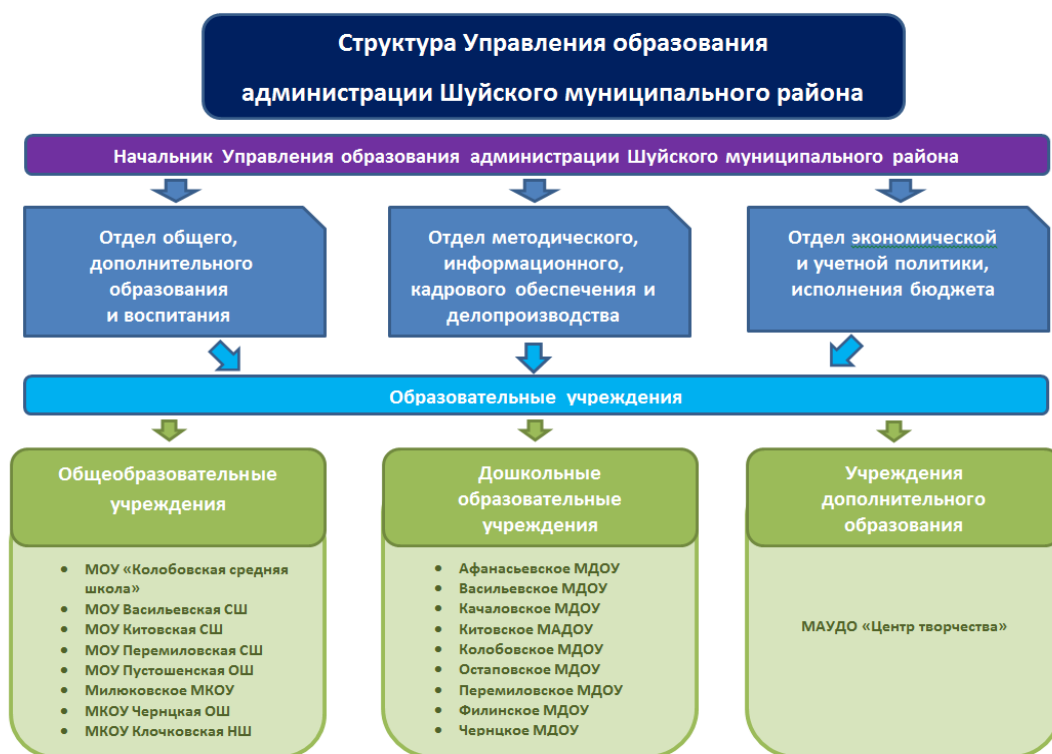 Структура Управления образования
администрации Шуйского муниципального района
Начальник Управления образования администрации Шуйского муниципального района
Отдел общего,
дополнительного
образования
и воспитания
Отдел методического,
информационного,
кадрового обеспечения и
делопроизводства
Отдел экономической
и учетной политики,
исполнения бюджета
Образовательные учреждения
Общеобразовательные
учреждения
• МОУ «Колобовская средняя
школа»
• МОУ Васильевская СШ
• МОУ Китовская СШ
• МОУ Перемиловская СШ
• МОУ Пустошенская ОШ
• Милюковское МКОУ
• МКОУ Чернцкая ОШ
• МКОУ Клочковская НШ
Дошкольные
образовательные
учреждения
• Афанасьевское МДОУ
• Васильевское МДОУ
• Качаловское МДОУ
• Китовское МАДОУ
• Колобовское МДОУ
• Остаповское МДОУ
• Перемиловское МДОУ
• Филинское МДОУ
• Чернцкое МДОУ
Учреждения
дополнительного
образования
МАУДО «Центр творчества»